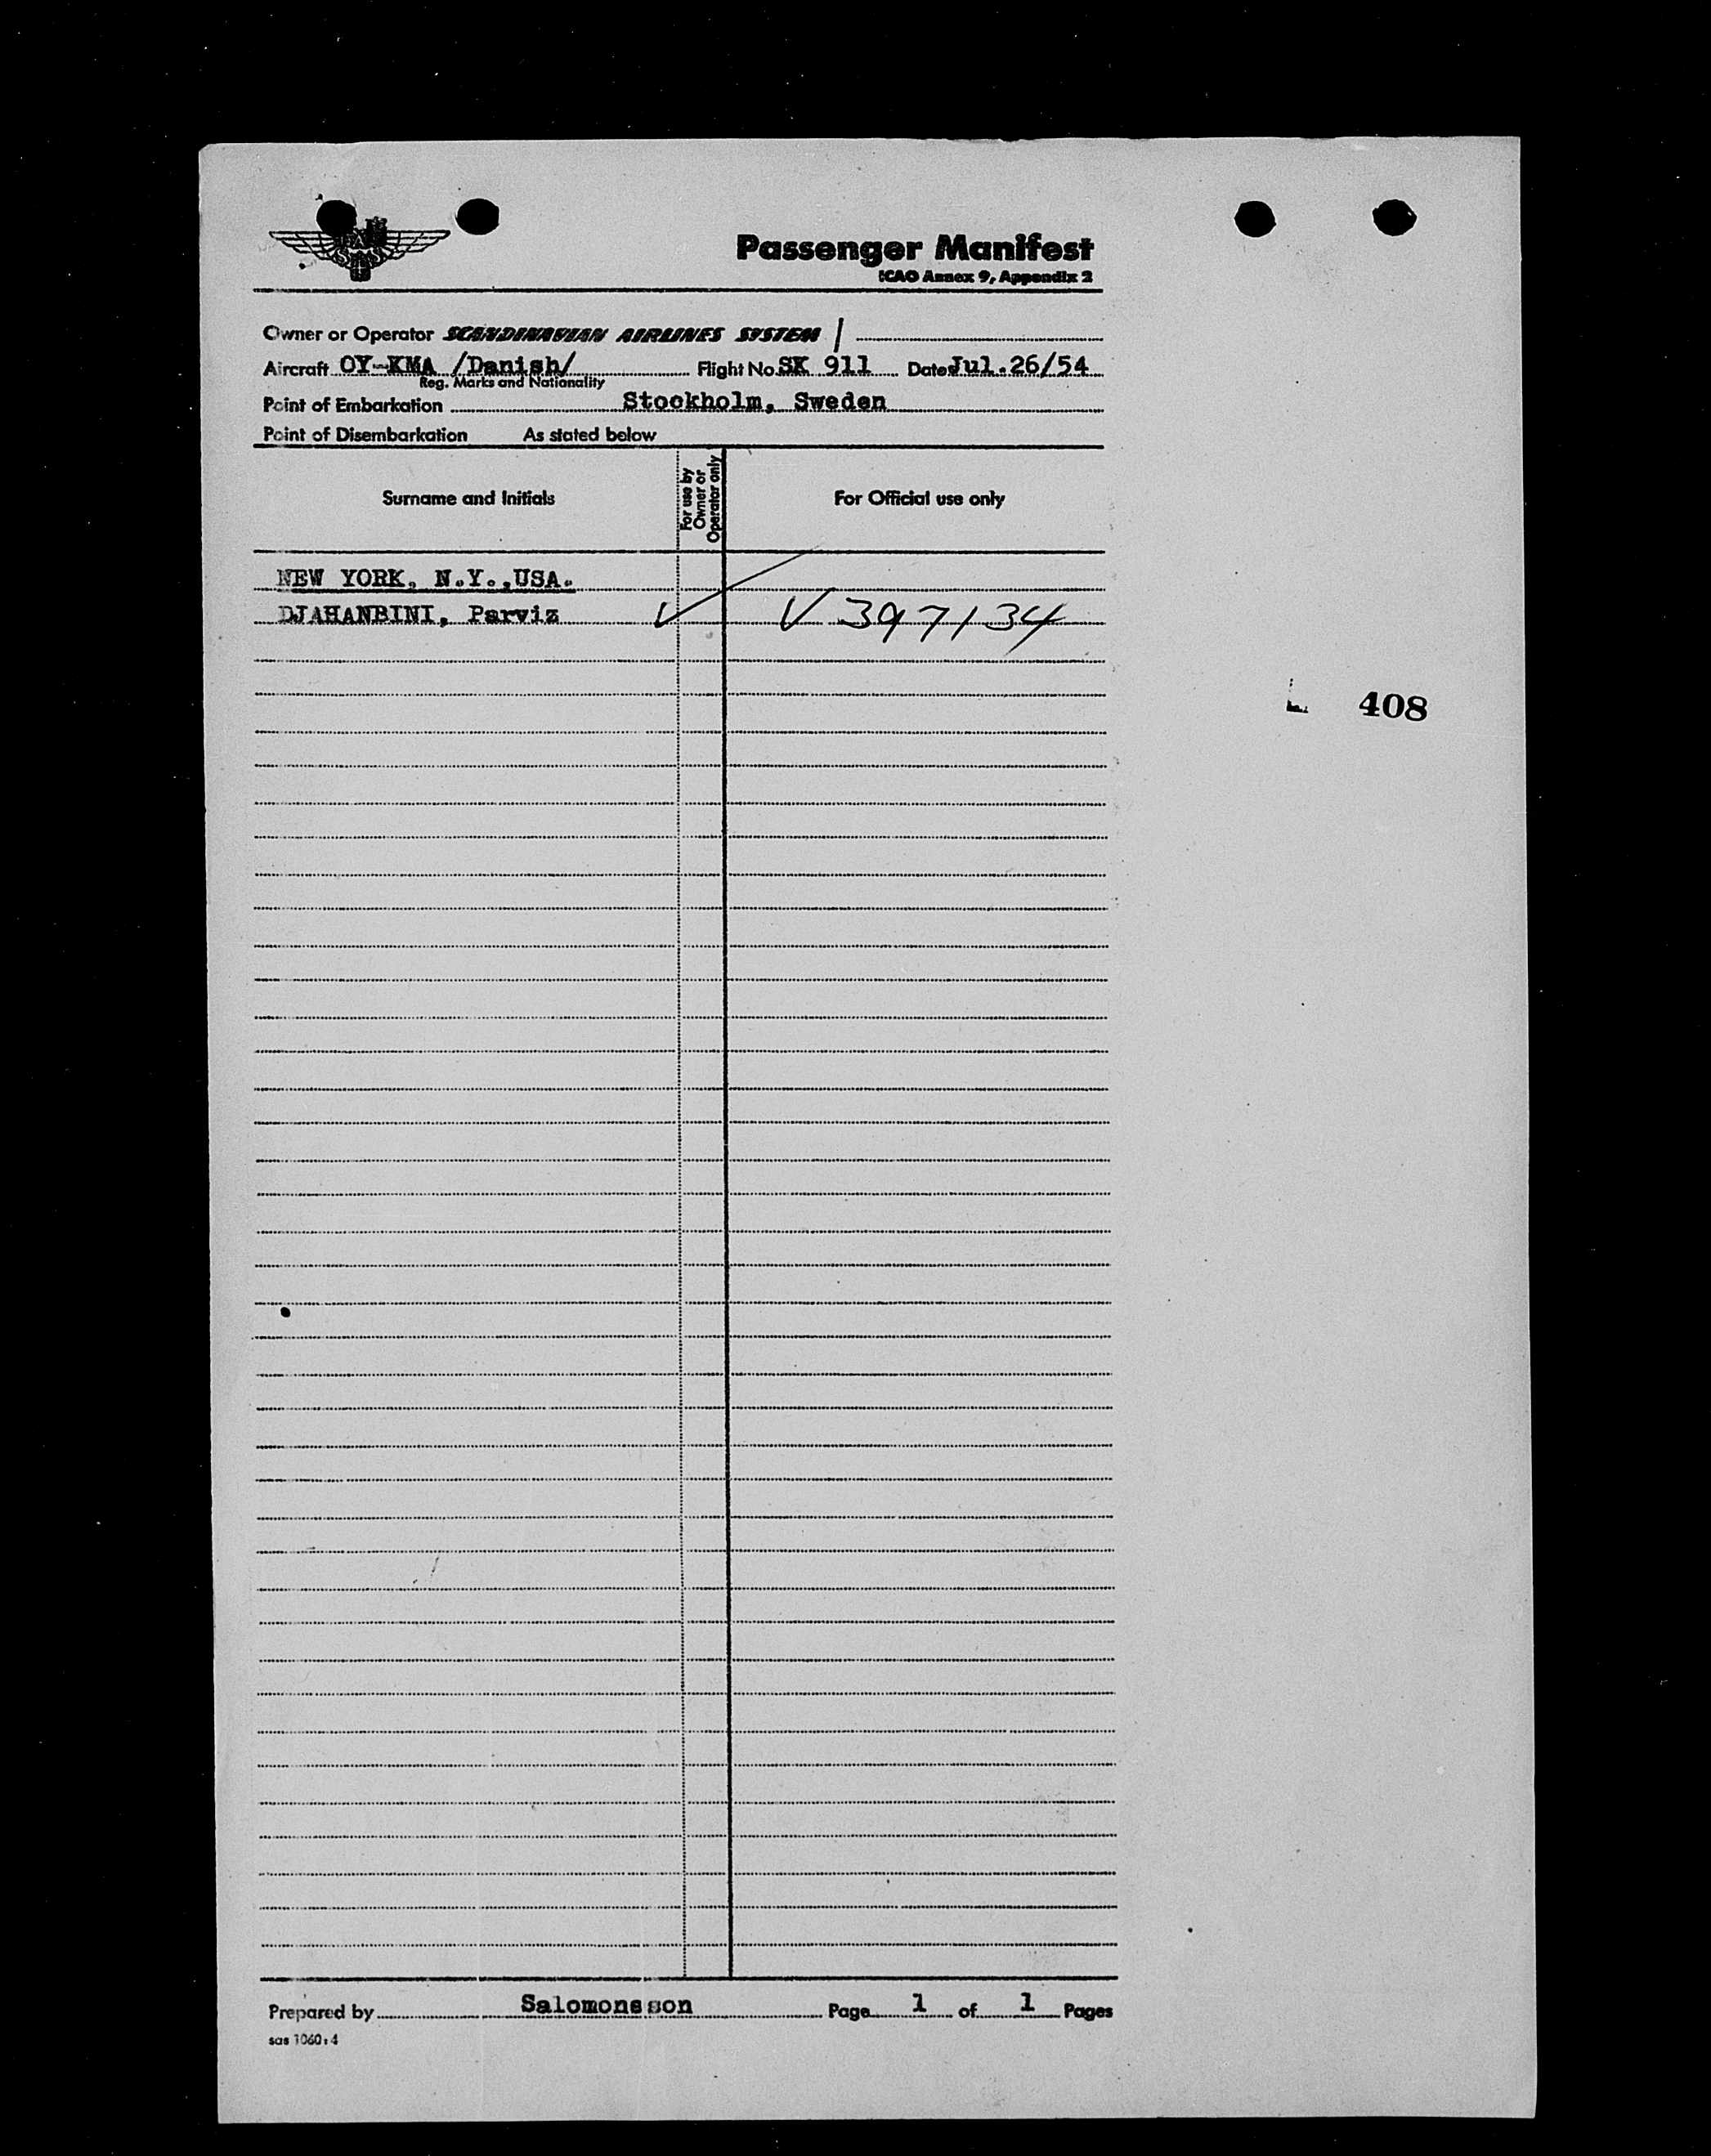 SAS
Passenger Manifest
ICAO Annex 9, Appendix 2
Owner or Operator SCANDINAVIAN AIRLINES SYSTEM /
Aircraft OY-KMA /Danish/ Flight No. SK 911 Date Jul.26/54
Reg. Marks and Nationality
Point of Embarkation Stockholm, Sweden
Point of Disembarkation As stated below
Surname and Initials
For use by
Owner or
Operator only
For Official use only
NEW YORK, N.Y.,USA.
DJAHANBINI, Parviz V 397134
408
Prepared by Salomonsson Page 1 of 1 Pages
sas 1060:4